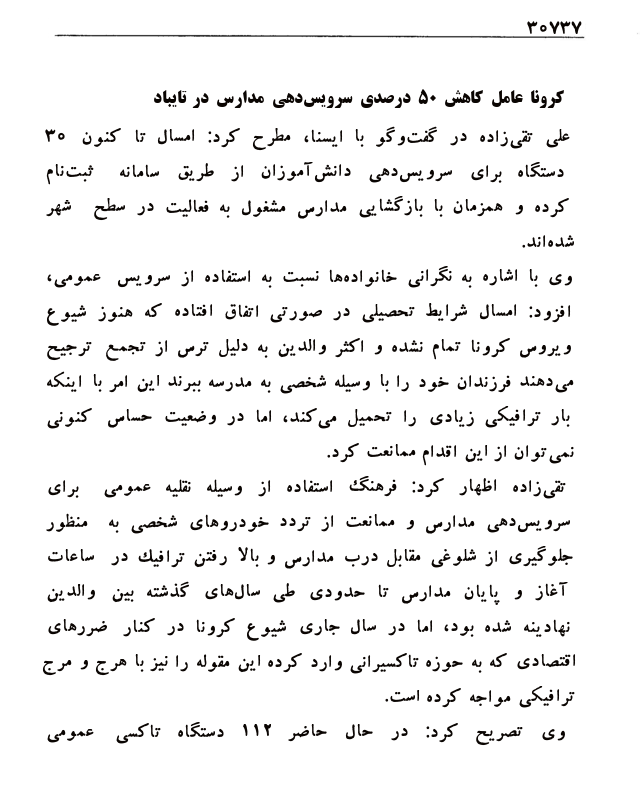 ۳۰۷۳۷
کرونا عامل کاهش ۵۰ درصدی سرویس‌دهی مدارس در تایباد
علی تقی‌زاده در گفت‌وگو با ایسنا، مطرح کرد: امسال تا کنون ۳۰
دستگاه برای سرویس‌دهی دانش‌آموزان از طریق سامانه ثبت‌نام
کرده و همزمان با بازگشایی مدارس مشغول به فعالیت در سطح شهر
شده‌اند.
وی با اشاره به نگرانی خانواده‌ها نسبت به استفاده از سرویس عمومی،
افزود: امسال شرایط تحصیلی در صورتی اتفاق افتاده که هنوز شیوع
ویروس کرونا تمام نشده و اکثر والدین به دلیل ترس از تجمع ترجیح
می‌دهند فرزندان خود را با وسیله شخصی به مدرسه ببرند این امر با اینکه
بار ترافیکی زیادی را تحمیل می‌کند، اما در وضعیت حساس کنونی
نمی‌توان از این اقدام ممانعت کرد.
تقی‌زاده اظهار کرد: فرهنگ استفاده از وسیله نقلیه عمومی برای
سرویس‌دهی مدارس و ممانعت از تردد خودروهای شخصی به منظور
جلوگیری از شلوغی مقابل درب مدارس و بالا رفتن ترافیک در ساعات
آغاز و پایان مدارس تا حدودی طی سال‌های گذشته بین والدین
نهادینه شده بود، اما در سال جاری شیوع کرونا در کنار ضررهای
اقتصادی که به حوزه تاکسیرانی وارد کرده این مقوله را نیز با هرج و مرج
ترافیکی مواجه کرده است.
وی تصریح کرد: در حال حاضر ۱۱۲ دستگاه تاکسی عمومی